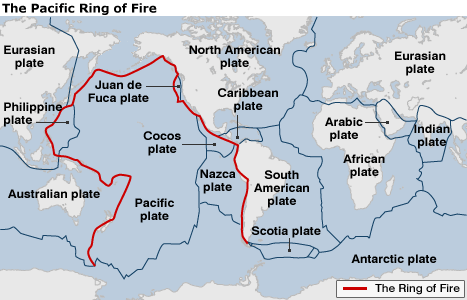 The Pacific Ring of Fire
Eurasian
plate
North American
plate
Eurasian
plate
Juan de
Fuca plate
Caribbean
plate
Philippine
plate
Arabic
plate
Indian
plate
Cocos
plate
African
plate
Nazca
plate
South
American
plate
Australian plate
Pacific
plate
Scotia plate
Antarctic plate
The Ring of Fire